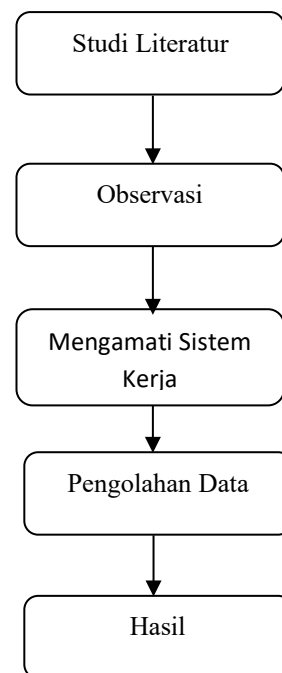 Studi Literatur
Observasi
Mengamati Sistem
Kerja
Pengolahan Data
Hasil